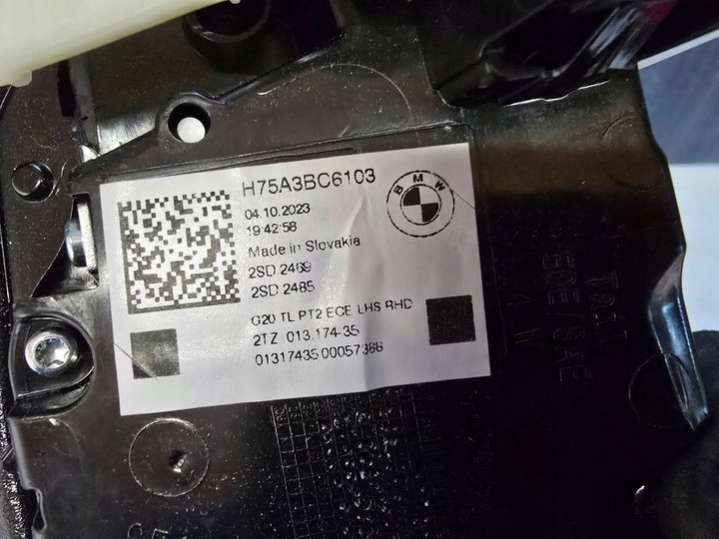 H75A3BC6103
BMW
04.10.2023
19:42:58
Made in Slovakia
2SD 2469
2SD 2485
G20 TL PT2 ECE LHS RHD
2TZ 013.174-35
01317435 00057366